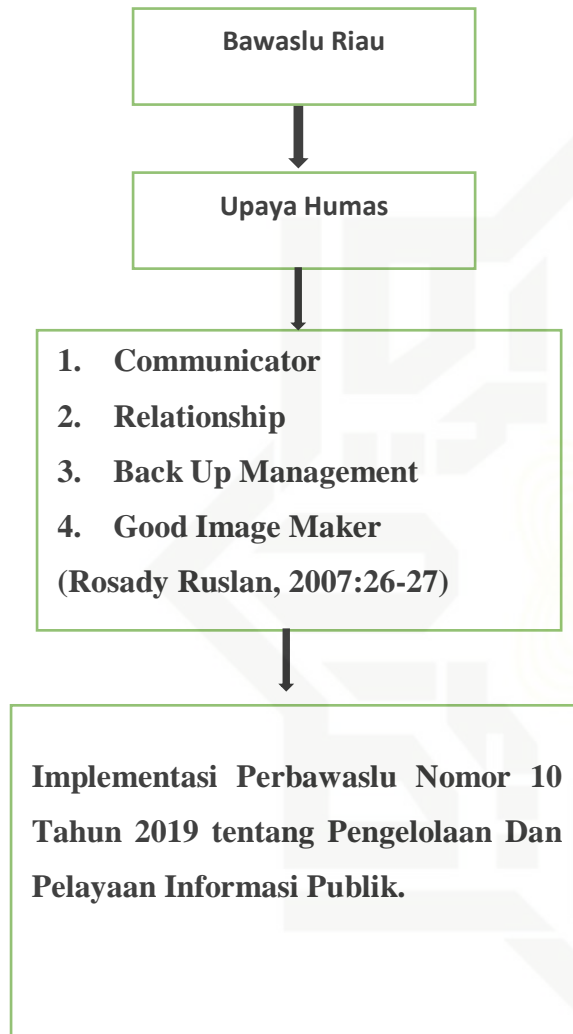 Bawaslu Riau
Upaya Humas
1. Communicator
2. Relationship
3. Back Up Management
4. Good Image Maker
(Rosady Ruslan, 2007:26-27)
Implementasi Perbawaslu Nomor 10
Tahun 2019 tentang Pengelolaan Dan
Pelayaan Informasi Publik.